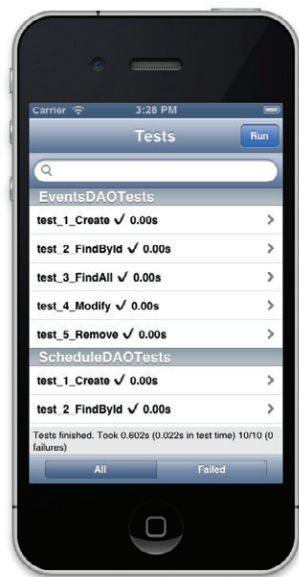 Carrier 3:28 PM
Tests Run
EventsDAOTests
test_1_Create ✓ 0.00s
test_2_FindById ✓ 0.00s
test_3_FindAll ✓ 0.00s
test_4_Modify ✓ 0.00s
test_5_Remove ✓ 0.00s
ScheduleDAOTests
test_1_Create ✓ 0.00s
test_2_FindById ✓ 0.00s
Tests finished. Took 0.602s (0.022s in test time) 10/10 (0
failures)
All Failed